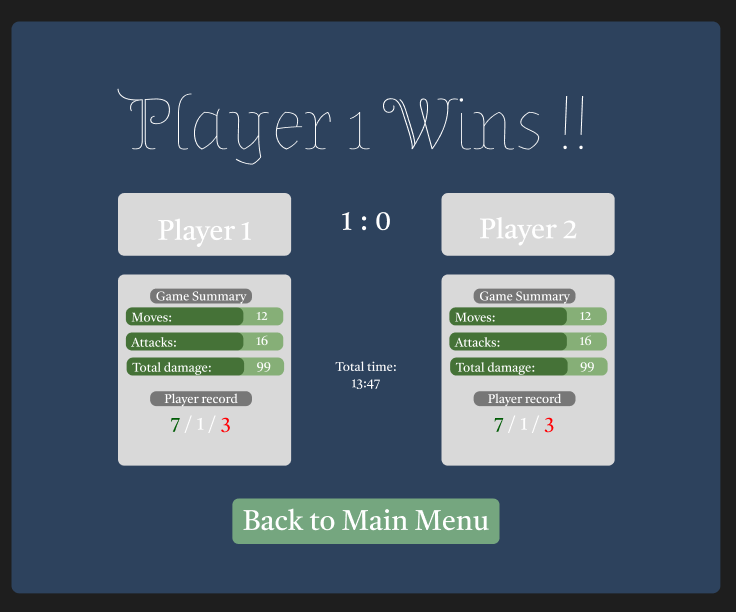 Player 1 Wins !!
Player 1
1 : 0
Player 2
Game Summary
Moves: 12
Attacks: 16
Total damage: 99
Player record
7 / 1 / 3
Total time:
13:47
Game Summary
Moves: 12
Attacks: 16
Total damage: 99
Player record
7 / 1 / 3
Back to Main Menu